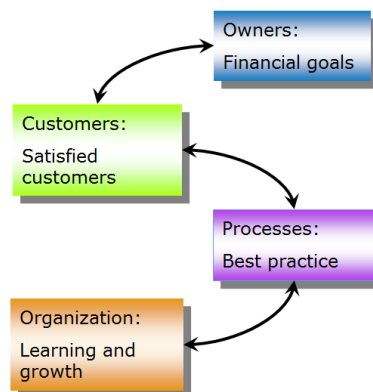 Owners:
Financial goals
Customers:
Satisfied
customers
Processes:
Best practice
Organization:
Learning and
growth